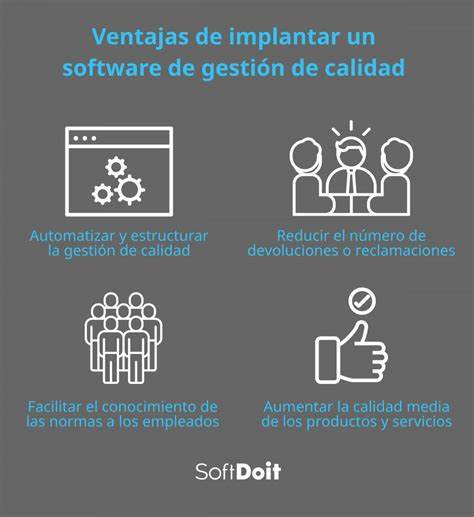 Ventajas de implantar un
software de gestión de calidad
Automatizar y estructurar
la gestión de calidad
Reducir el número de
devoluciones o reclamaciones
Facilitar el conocimiento de
las normas a los empleados
Aumentar la calidad media
de los productos y servicios
SoftDoit